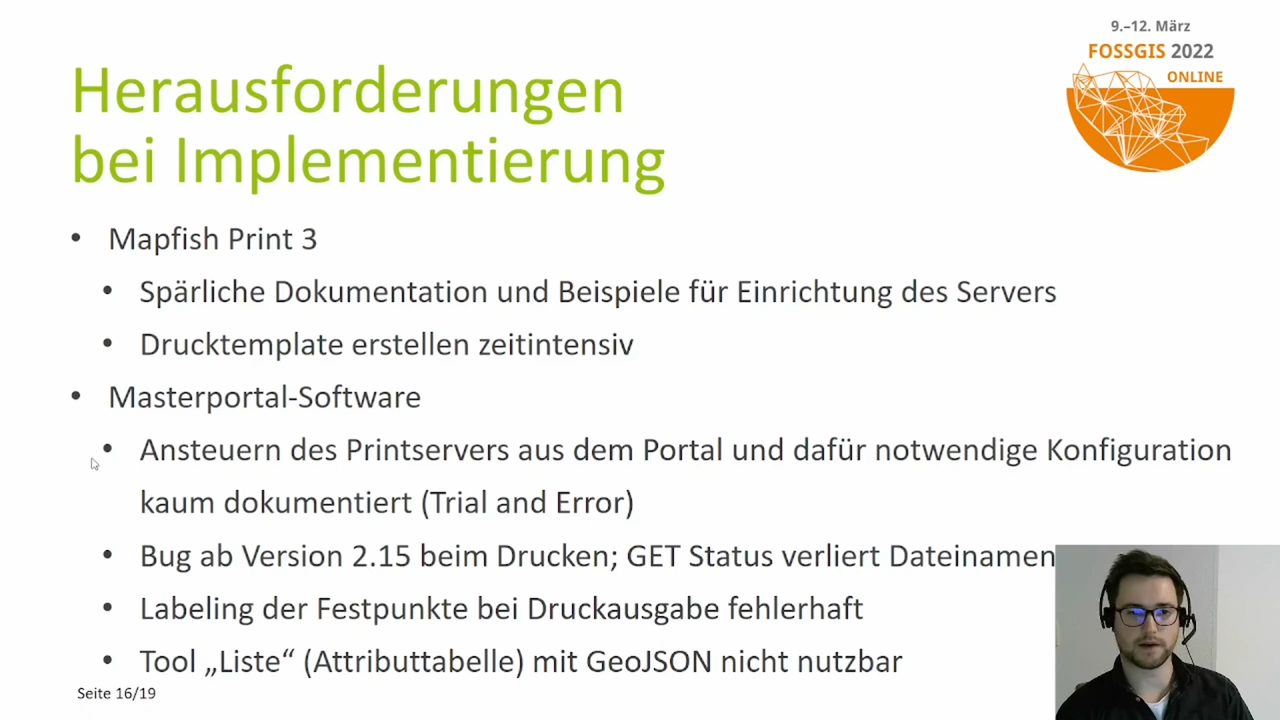 9.–12. März
FOSSGIS 2022
ONLINE
Herausforderungen
bei Implementierung
• Mapfish Print 3
• Spärliche Dokumentation und Beispiele für Einrichtung des Servers
• Drucktemplate erstellen zeitintensiv
• Masterportal-Software
• Ansteuern des Printservers aus dem Portal und dafür notwendige Konfiguration
kaum dokumentiert (Trial and Error)
• Bug ab Version 2.15 beim Drucken; GET Status verliert Dateinamen
• Labeling der Festpunkte bei Druckausgabe fehlerhaft
• Tool „Liste“ (Attributtabelle) mit GeoJSON nicht nutzbar
Seite 16/19